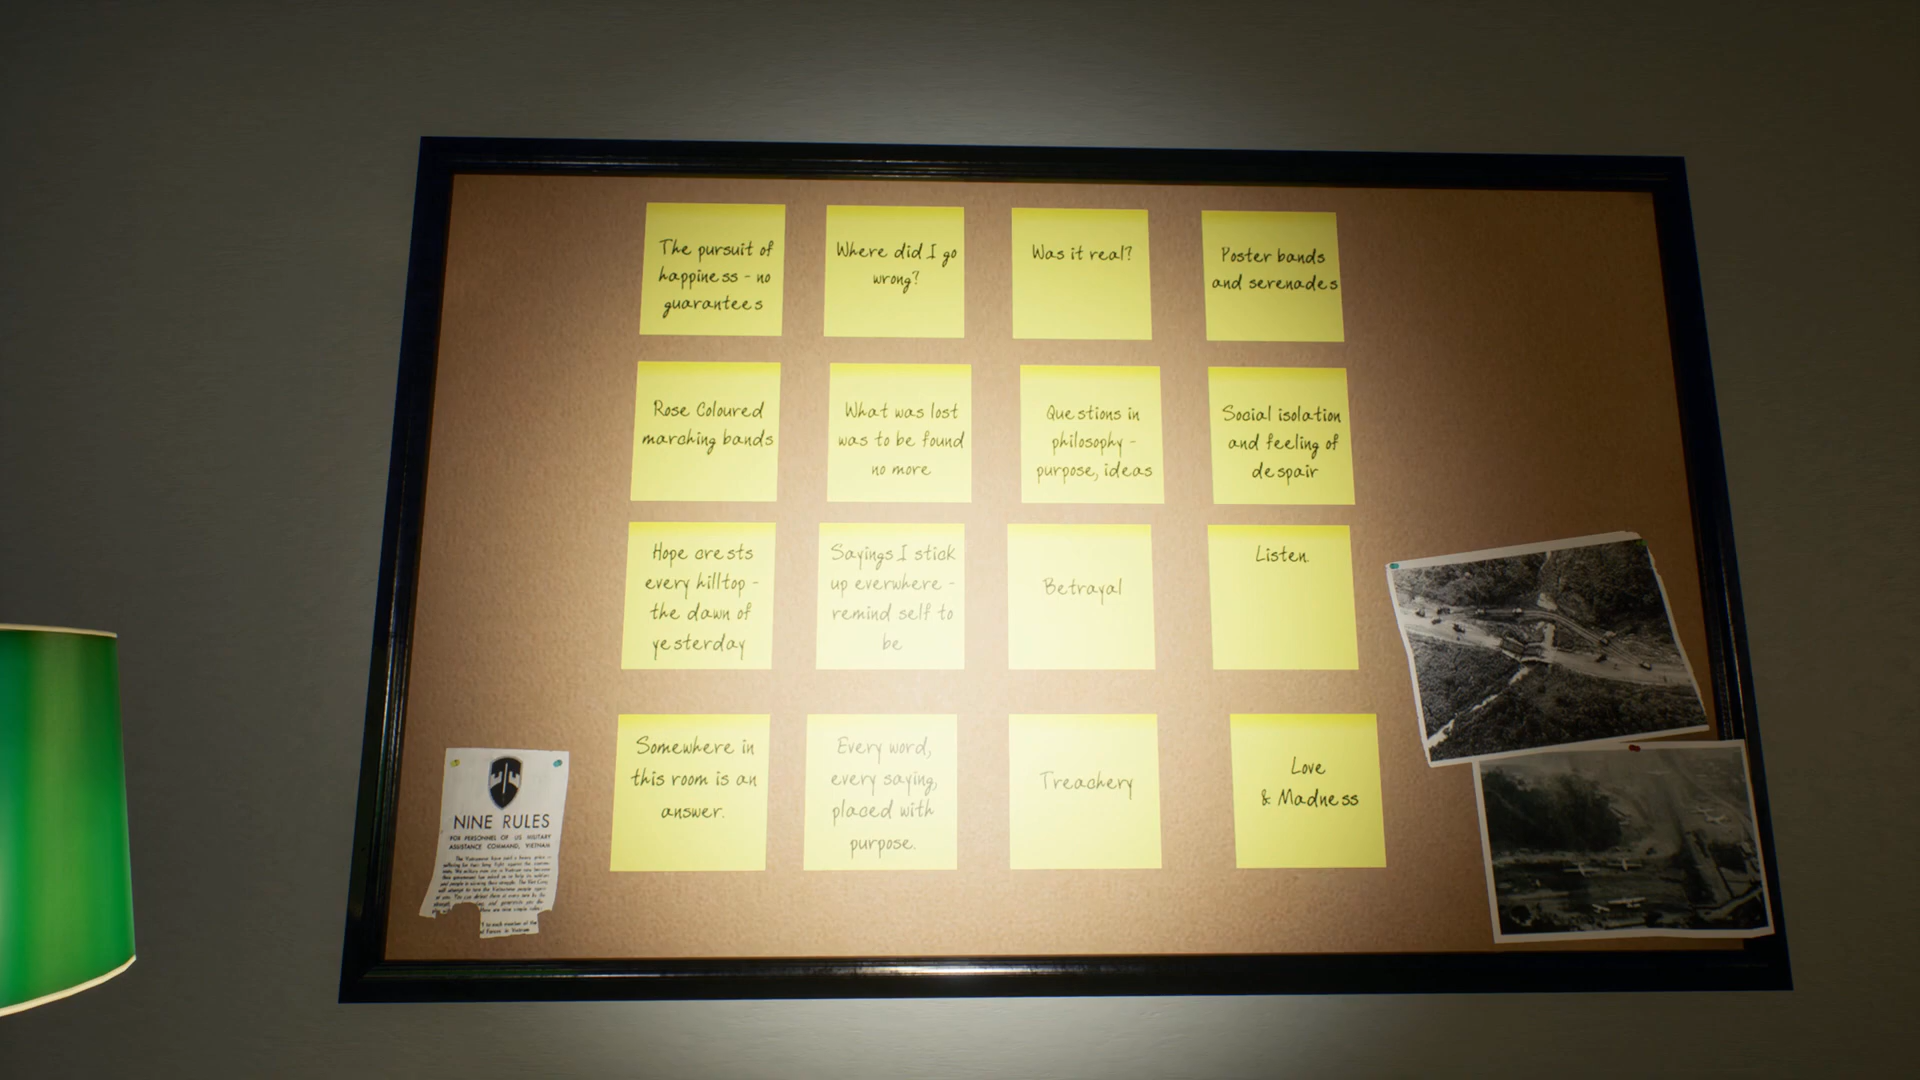 The pursuit of
happiness - no
guarantees
Where did I go
wrong?
Was it real?
Poster bands
and serenades
Rose Coloured
marching bands
What was lost
was to be found
no more
Questions in
philosophy -
purpose, ideas
Social isolation
and feeling of
despair
Hope crests
every hilltop -
the dawn of
yesterday
Sayings I stick
up everwhere -
remind self to
be
Betrayal
Listen.
Somewhere in
this room is an
answer.
Every word,
every saying,
placed with
purpose.
Treachery
Love
& Madness
NINE RULES
FOR PERSONNEL OF US MILITARY
ASSISTANCE COMMAND, VIETNAM